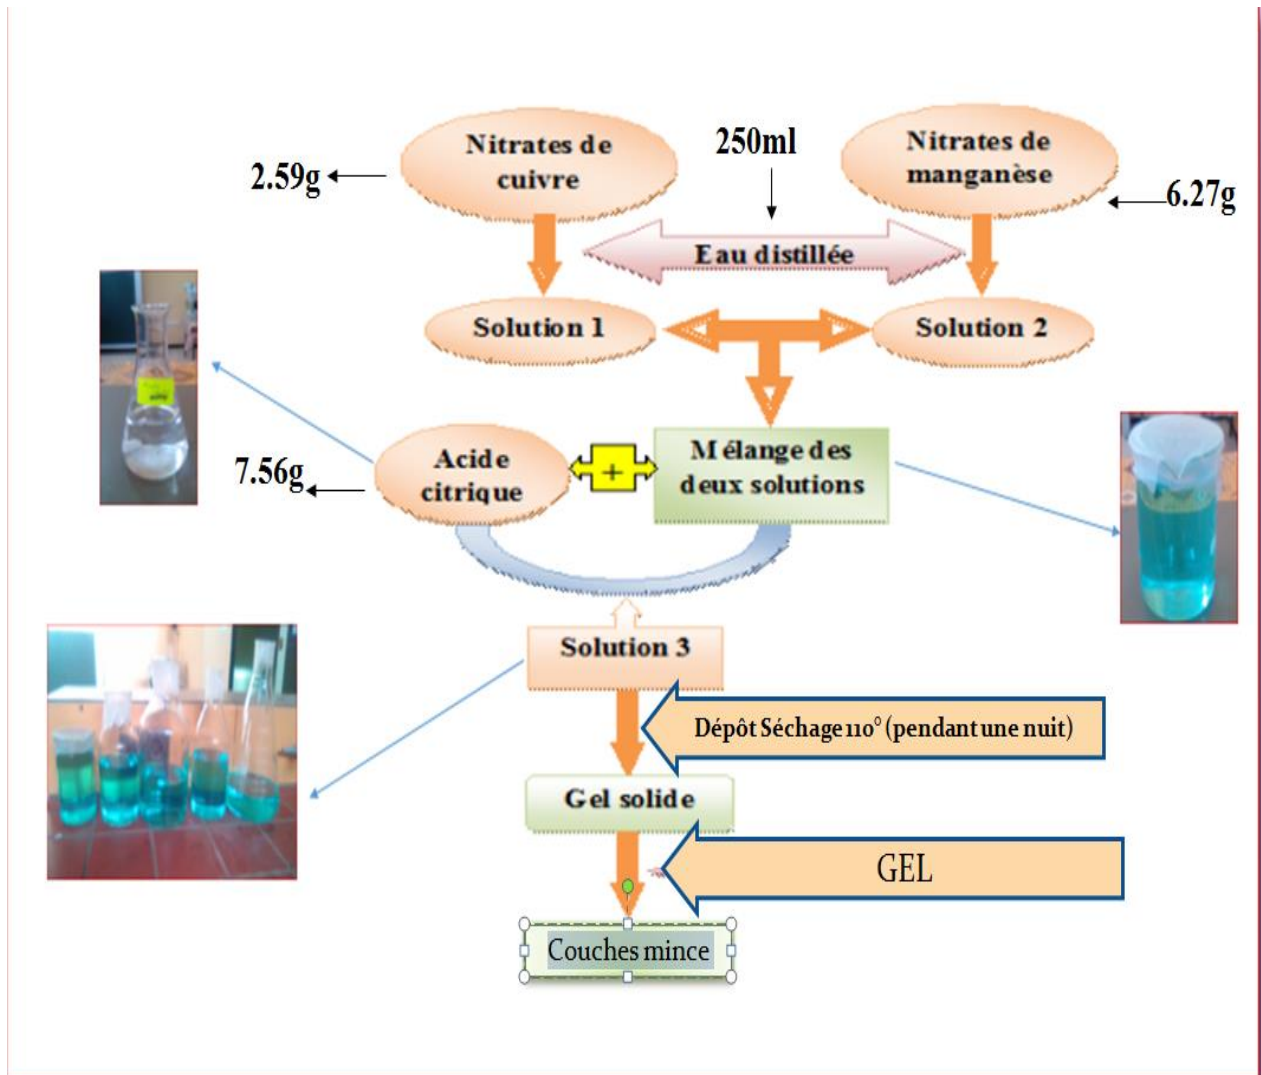 Nitrates de
cuivre
2.59g
250ml
Nitrates de
manganèse
6.27g
Eau distillée
Solution 1
Solution 2
Acide
citrique
7.56g
+
Mélange des
deux solutions
Solution 3
Dépôt Séchage 110° (pendant une nuit)
Gel solide
GEL
Couches mince